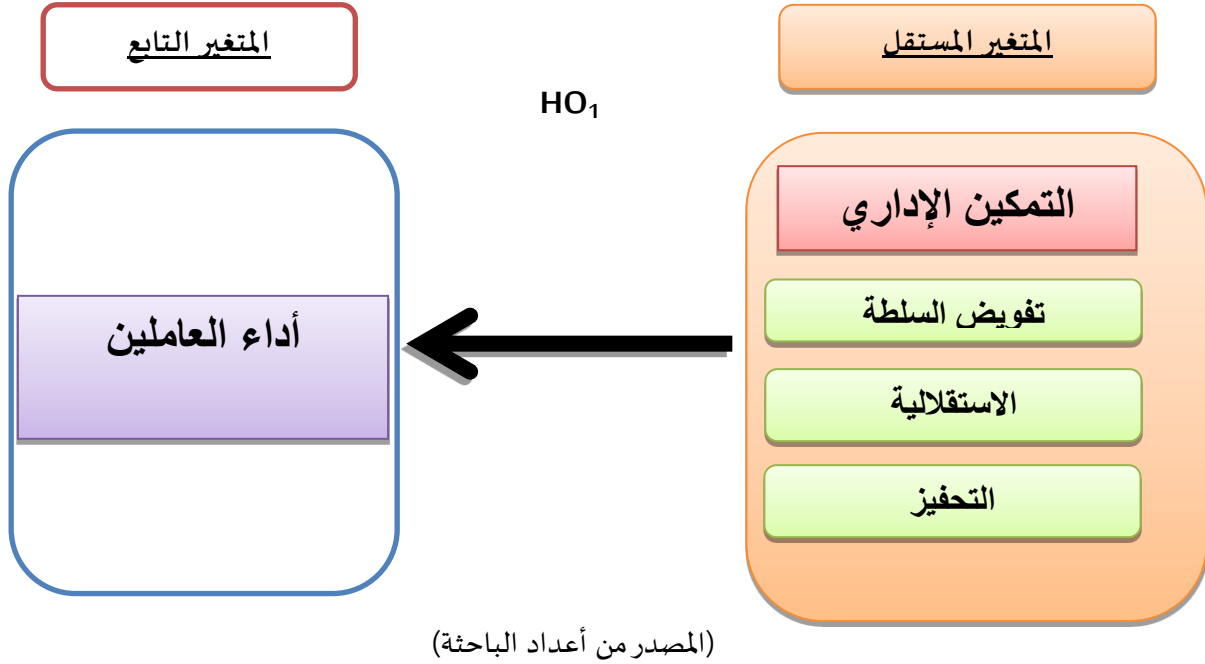 المتغير المستقل
المتغير التابع
HO₁
التمكين الإداري
تفويض السلطة
الاستقلالية
التحفيز
أداء العاملين
(المصدر من أعداد الباحثة)